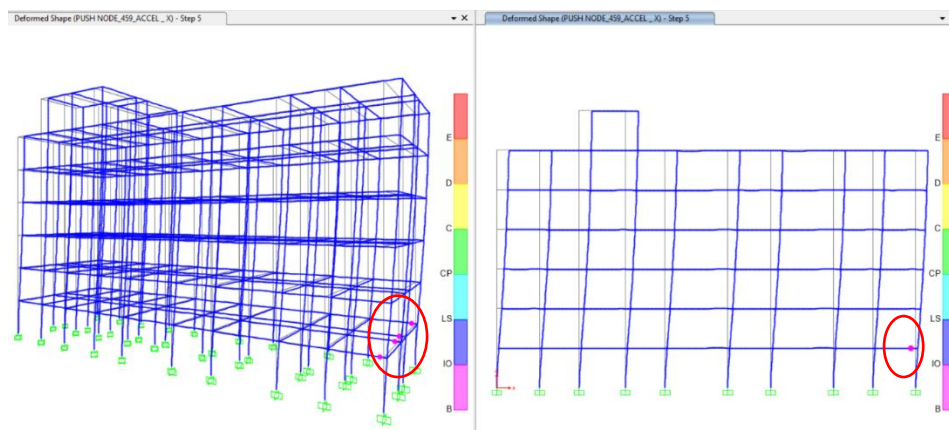 Deformed Shape (PUSH NODE_459_ACCEL _ X) - Step 5
E
D
C
CP
LS
IO
B
Deformed Shape (PUSH NODE_459_ACCEL _ X) - Step 5
E
D
C
CP
LS
IO
B